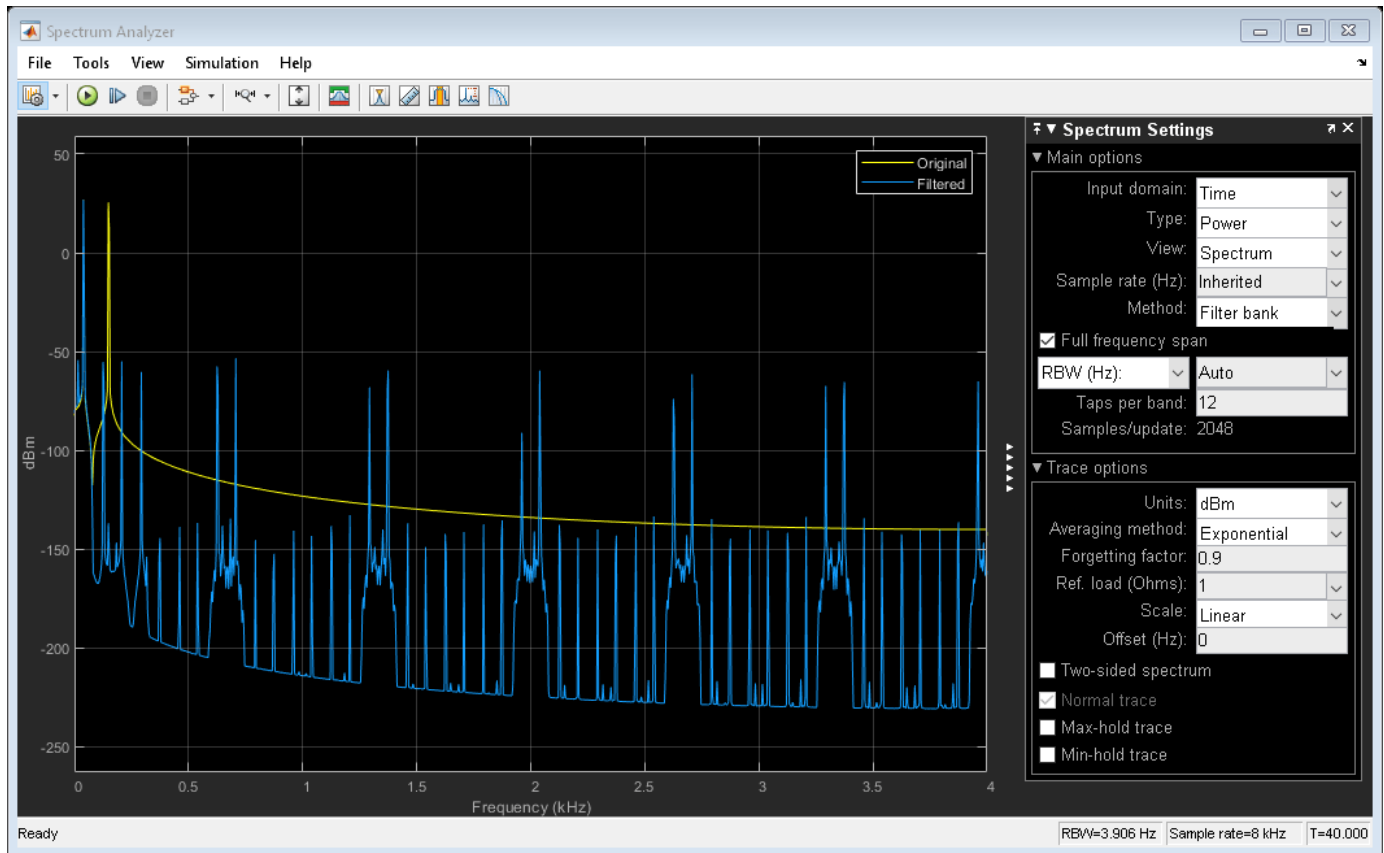 Spectrum Analyzer
File Tools View Simulation Help
50
0
-50
-100
-150
-200
-250
dBm
0 0.5 1 1.5 2 2.5 3 3.5 4
Frequency (kHz)
Original
Filtered
Spectrum Settings
Main options
Input domain: Time
Type: Power
View: Spectrum
Sample rate (Hz): Inherited
Method: Filter bank
Full frequency span
RBW (Hz): Auto
Taps per band: 12
Samples/update: 2048
Trace options
Units: dBm
Averaging method: Exponential
Forgetting factor: 0.9
Ref. load (Ohms): 1
Scale: Linear
Offset (Hz): 0
Two-sided spectrum
Normal trace
Max-hold trace
Min-hold trace
Ready
RBW=3.906 Hz Sample rate=8 kHz T=40.000